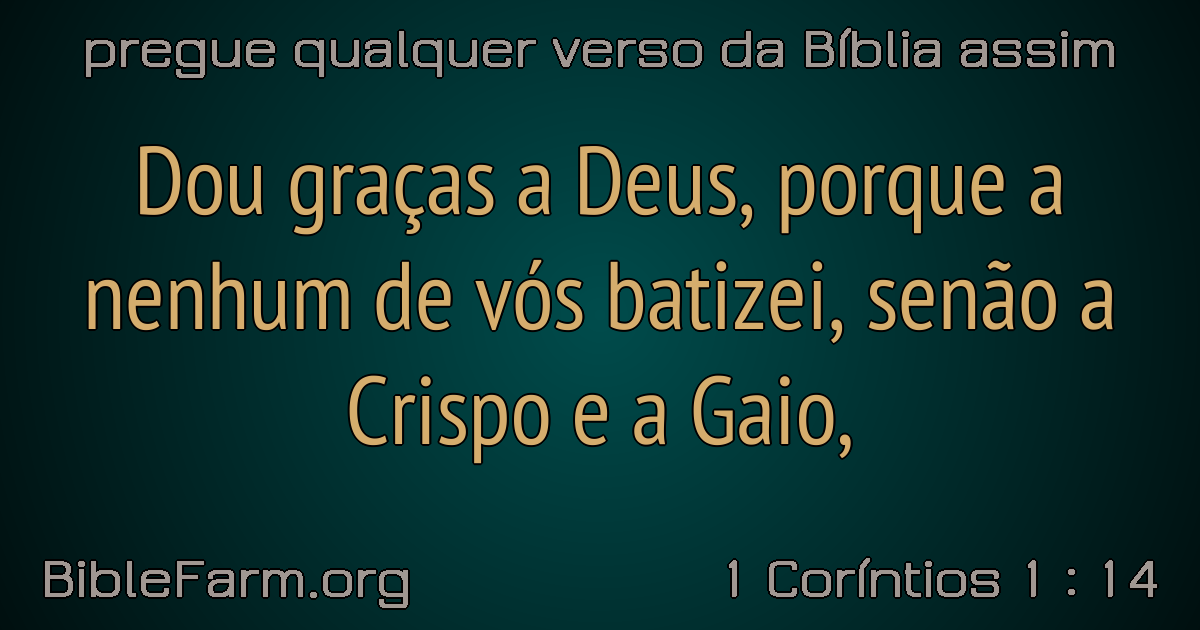 pregue qualquer verso da Bíblia assim
Dou graças a Deus, porque a
nenhum de vós batizei, senão a
Crispo e a Gaio,
BibleFarm.org
1 Coríntios 1 : 14